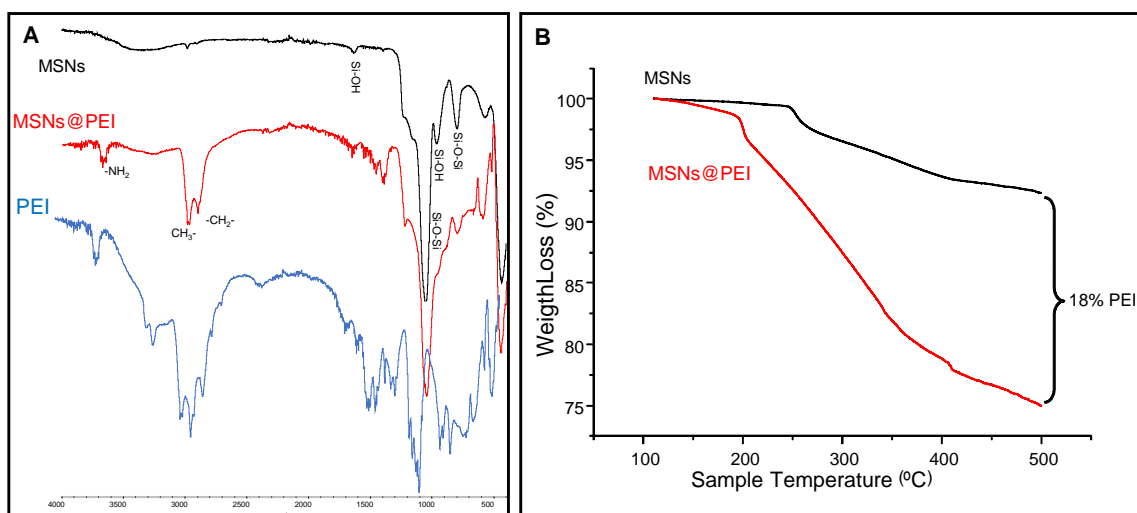 A
MSNs
Si-OH
MSNs@PEI
-NH2
Si-OH
Si-O-Si
PEI
CH3-
-CH2-
Si-O-Si
4000 3500 3000 2500 2000 1500 1000 500
B
MSNs
100
95
MSNs@PEI
90
85
18% PEI
80
75
WeigthLoss (%)
100 200 300 400 500
Sample Temperature (ºC)